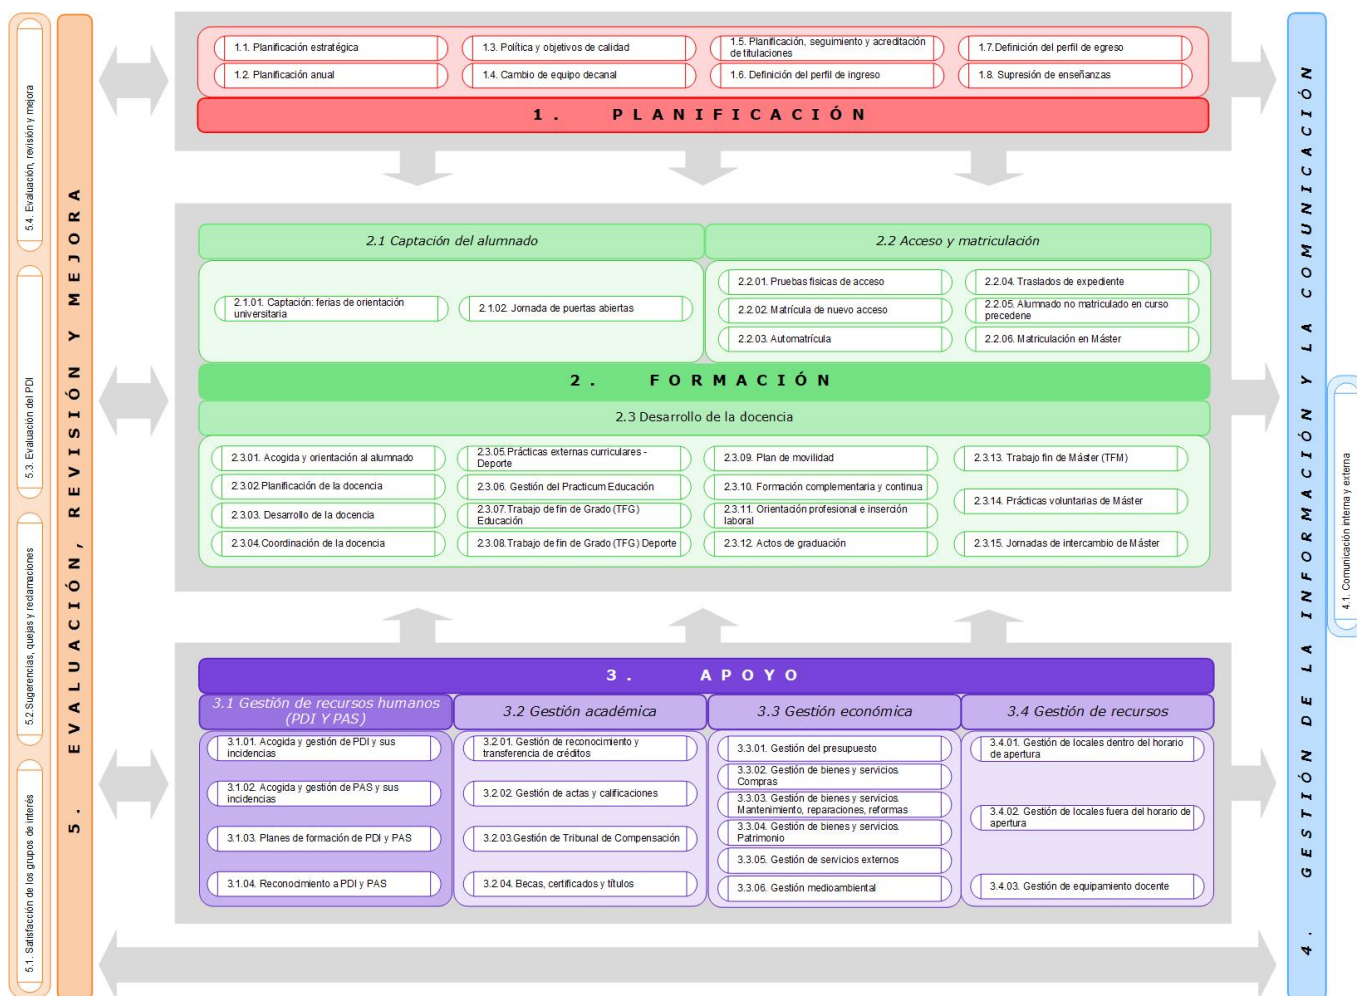 1.1. Planificación estratégica
1.2. Planificación anual
1.3. Política y objetivos de calidad
1.4. Cambio de equipo decanal
1.5. Planificación, seguimiento y acreditación
de titulaciones
1.6. Definición del perfil de ingreso
1.7.Definición del perfil de egreso
1.8. Supresión de enseñanzas
1. PLANIFICACIÓN
2.1 Captación del alumnado
2.1.01. Captación: ferias de orientación
universitaria
2.1.02. Jornada de puertas abiertas
2.2 Acceso y matriculación
2.2.01. Pruebas fisicas de acceso
2.2.02. Matrícula de nuevo acceso
2.2.03. Automatrícula
2.2.04. Traslados de expediente
2.2.05. Alumnado no matriculado en curso
precedene
2.2.06. Matriculación en Máster
2. FORMACIÓN
2.3 Desarrollo de la docencia
2.3.01. Acogida y orientación al alumnado
2.3.02.Planificación de la docencia
2.3.03. Desarrollo de la docencia
2.3.04.Coordinación de la docencia
2.3.05.Prácticas externas curriculares -
Deporte
2.3.06. Gestión del Practicum Educación
2.3.07.Trabajo de fin de Grado (TFG)
Educación
2.3.08.Trabajo de fin de Grado (TFG) Deporte
2.3.09. Plan de movilidad
2.3.10. Formación complementaria y continua
2.3.11. Orientación profesional e inserción
laboral
2.3.12. Actos de graduación
2.3.13. Trabajo fin de Máster (TFM)
2.3.14. Prácticas voluntarias de Máster
2.3.15. Jornadas de intercambio de Máster
3. APOYO
3.1 Gestión de recursos humanos
(PDI Y PAS)
3.1.01. Acogida y gestión de PDI y sus
incidencias
3.1.02. Acogida y gestión de PAS y sus
incidencias
3.1.03. Planes de formación de PDI y PAS
3.1.04. Reconocimiento a PDI y PAS
3.2 Gestión académica
3.2.01. Gestión de reconocimiento y
transferencia de créditos
3.2.02. Gestión de actas y calificaciones
3.2.03.Gestión de Tribunal de Compensación
3.2.04. Becas, certificados y títulos
3.3 Gestión económica
3.3.01. Gestión del presupuesto
3.3.02. Gestión de bienes y servicios.
Compras
3.3.03. Gestión de bienes y servicios.
Mantenimiento, reparaciones, reformas
3.3.04. Gestión de bienes y servicios.
Patrimonio
3.3.05. Gestión de servicios externos
3.3.06. Gestión medioambiental
3.4 Gestión de recursos
3.4.01. Gestión de locales dentro del horario
de apertura
3.4.02. Gestión de locales fuera del horario de
apertura
3.4.03. Gestión de equipamiento docente
4. GESTIÓN DE LA INFORMACIÓN Y LA COMUNICACIÓN
4.1. Comunicación interna y externa
5. EVALUACIÓN, REVISIÓN Y MEJORA
5.1. Satisfacción de los grupos de interés
5.2.Sugerencias, quejas y reclamaciones
5.3. Evaluación del PDI
5.4. Evaluación, revisión y mejora